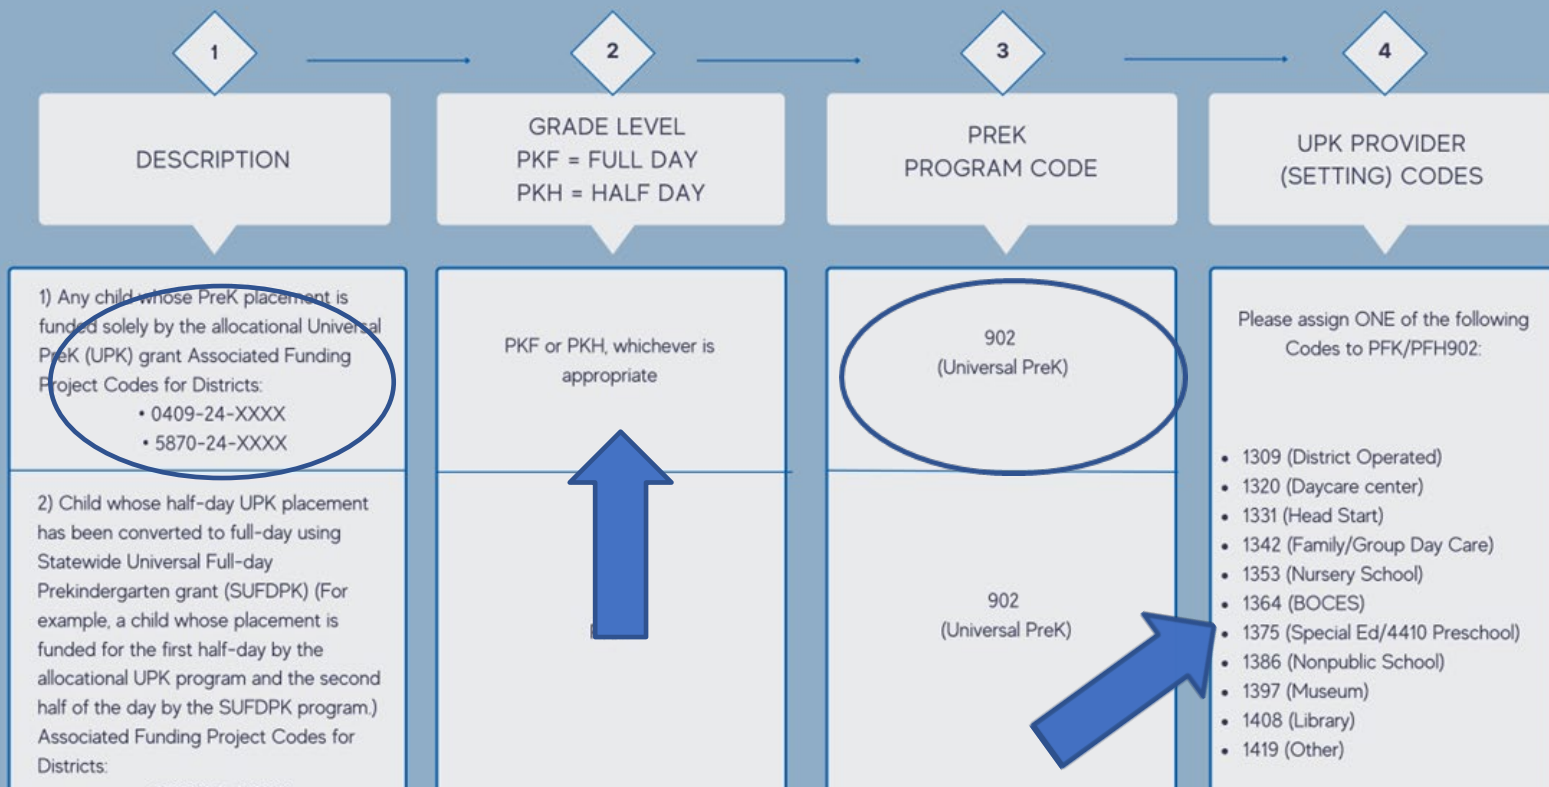 1
2
3
4
DESCRIPTION
GRADE LEVEL
PKF = FULL DAY
PKH = HALF DAY
PREK
PROGRAM CODE
UPK PROVIDER
(SETTING) CODES
1) Any child whose PreK placement is
funded solely by the allocational Universal
PreK (UPK) grant Associated Funding
Project Codes for Districts:
• 0409-24-XXXX
• 5870-24-XXXX
PKF or PKH, whichever is
appropriate
902
(Universal PreK)
Please assign ONE of the following
Codes to PFK/PFH902:
• 1309 (District Operated)
• 1320 (Daycare center)
• 1331 (Head Start)
• 1342 (Family/Group Day Care)
• 1353 (Nursery School)
• 1364 (BOCES)
• 1375 (Special Ed/4410 Preschool)
• 1386 (Nonpublic School)
• 1397 (Museum)
• 1408 (Library)
• 1419 (Other)
2) Child whose half-day UPK placement
has been converted to full-day using
Statewide Universal Full-day
Prekindergarten grant (SUFDPK) (For
example, a child whose placement is
funded for the first half-day by the
allocational UPK program and the second
half of the day by the SUFDPK program.)
Associated Funding Project Codes for
Districts:
902
(Universal PreK)